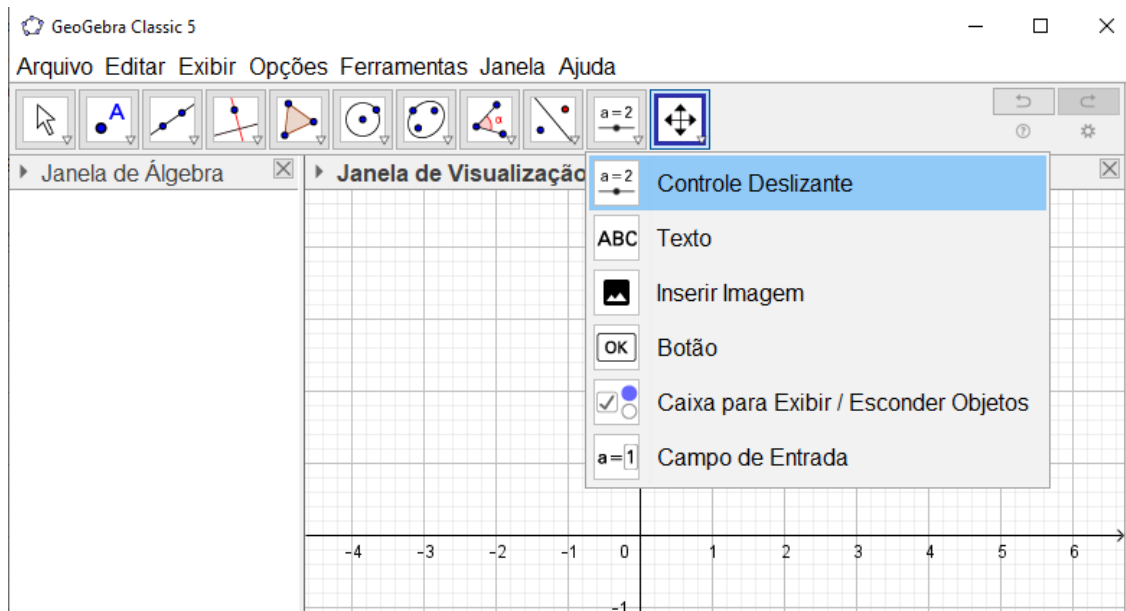 GeoGebra Classic 5
Arquivo Editar Exibir Opções Ferramentas Janela Ajuda
A α a=2
Janela de Álgebra
Janela de Visualização
a=2 Controle Deslizante
ABC Texto
Inserir Imagem
OK Botão
Caixa para Exibir / Esconder Objetos
a=1 Campo de Entrada
-4 -3 -2 -1 0 1 2 3 4 5 6
-1